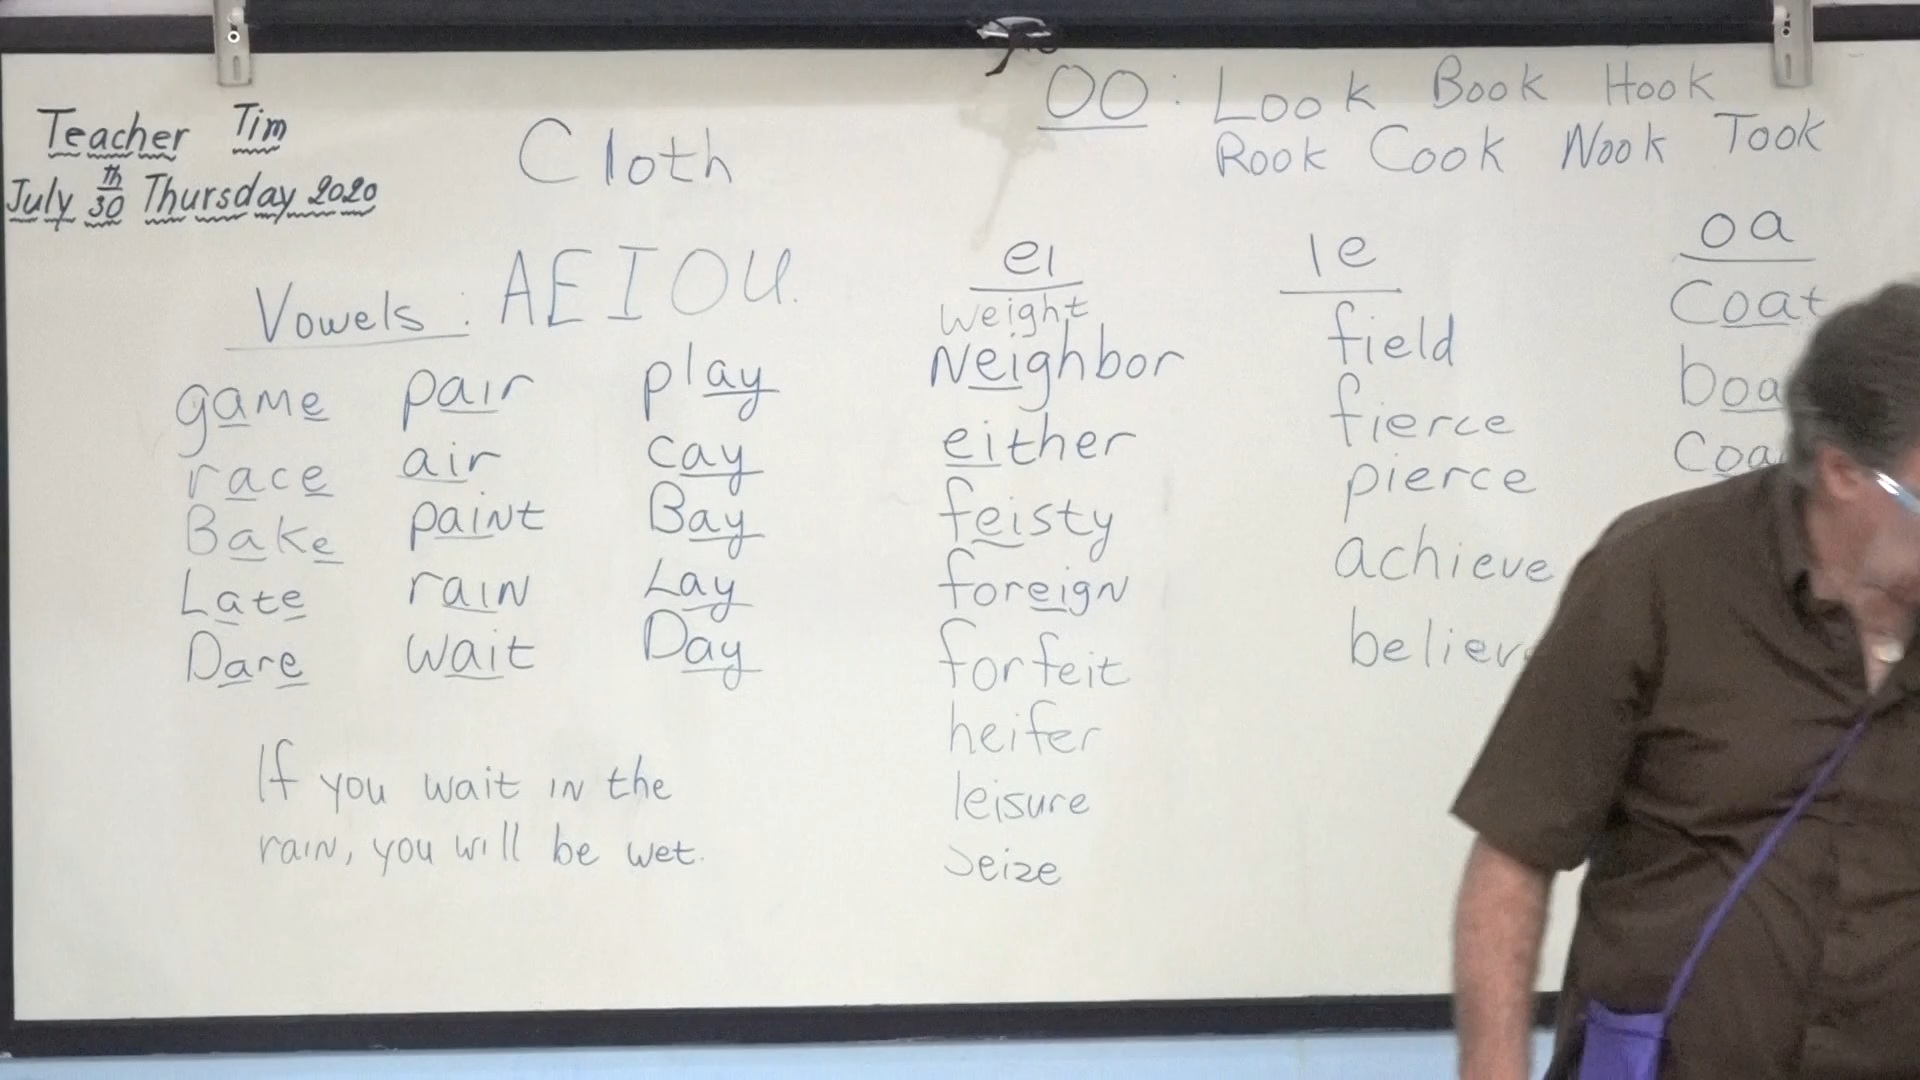 Teacher Tim
July 30th Thursday 2020
Cloth
OO: Look Book Hook
Rook Cook Nook Took
Vowels: A E I O U.
game pair play
race air cay
Bake paint Bay
Late rain Lay
Dare wait Day
If you wait in the
rain, you will be wet.
ei
weight
Neighbor
either
feisty
foreign
forfeit
heifer
leisure
seize
ie
field
fierce
pierce
achieve
oa
Coat